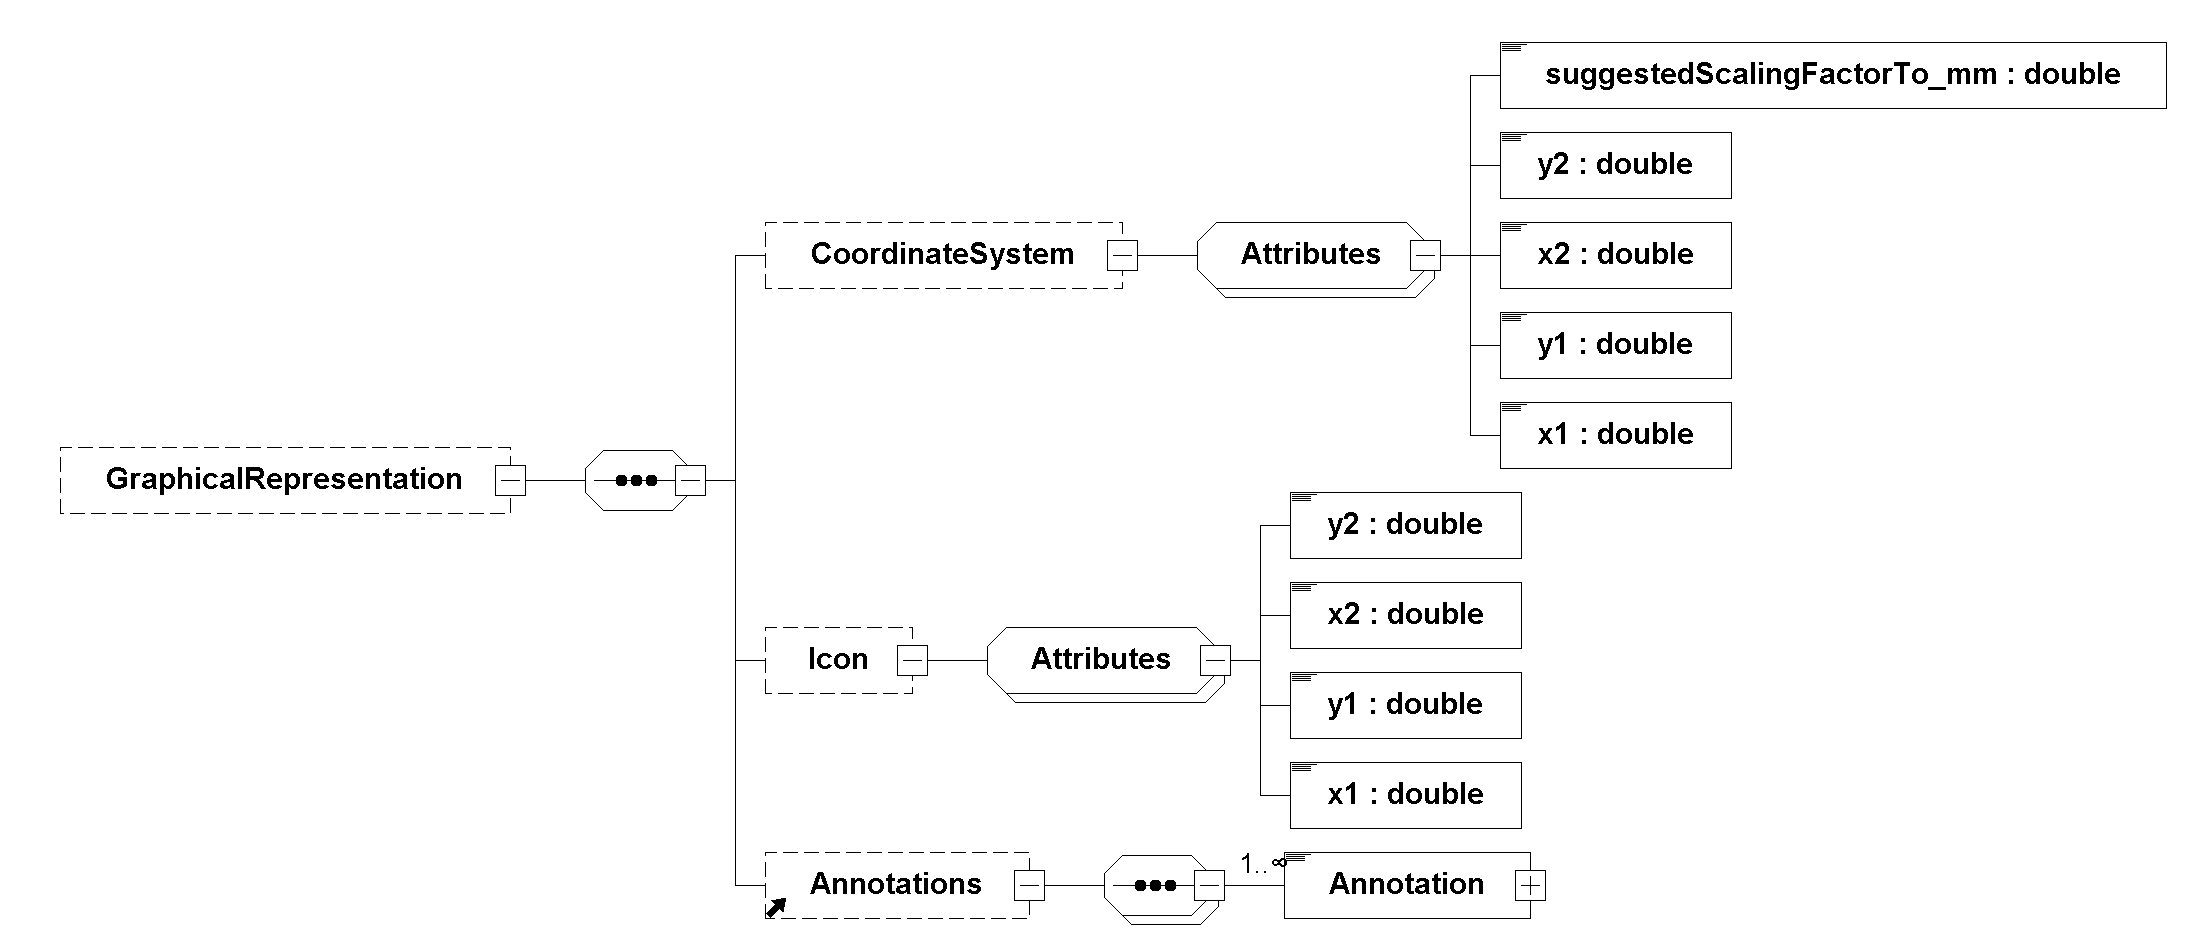 suggestedScalingFactorTo_mm : double
y2 : double
CoordinateSystem
Attributes
x2 : double
y1 : double
x1 : double
GraphicalRepresentation
y2 : double
x2 : double
Icon
Attributes
y1 : double
x1 : double
Annotations
1..∞
Annotation